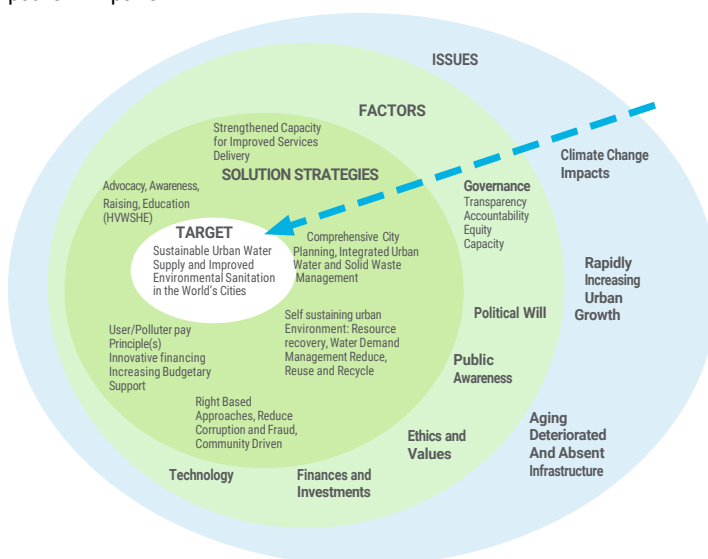 ISSUES
FACTORS
Strengthened Capacity
for Improved Services
Delivery
SOLUTION STRATEGIES
Climate Change
Impacts
Advocacy, Awareness,
Raising, Education
(HVWSHE)
Governance
Transparency
Accountability
Equity
Capacity
TARGET
Sustainable Urban Water
Supply and Improved
Environmental Sanitation
in the World's Cities
Comprehensive City
Planning, Integrated Urban
Water and Solid Waste
Management
Rapidly
Increasing
Urban
Growth
Political Will
Self sustaining urban
Environment: Resource
recovery, Water Demand
Management Reduce,
Reuse and Recycle
User/Polluter pay
Principle(s)
Innovative financing
Increasing Budgetary
Support
Public
Awareness
Right Based
Approaches, Reduce
Corruption and Fraud,
Community Driven
Ethics and
Values
Aging
Deteriorated
And Absent
Infrastructure
Technology
Finances and
Investments